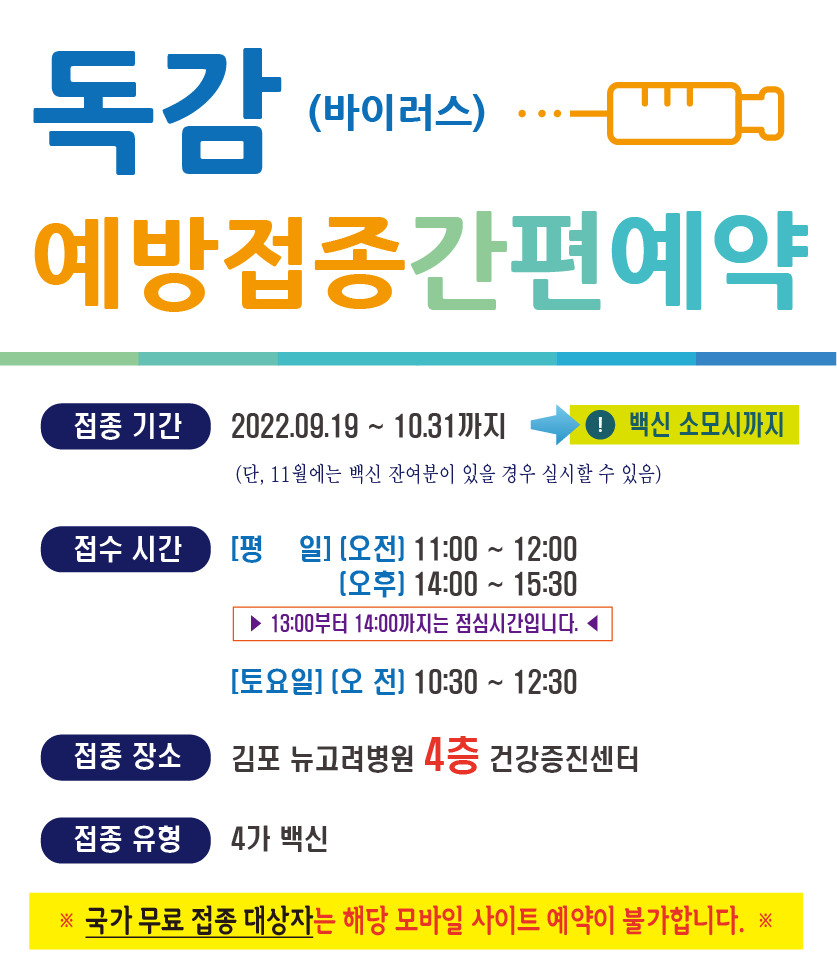 독감 (바이러스)
예방접종간편예약
접종 기간 2022.09.19 ~ 10.31까지 ! 백신 소모시까지
(단, 11월에는 백신 잔여분이 있을 경우 실시할 수 있음)
접수 시간 [평 일] (오전) 11:00 ~ 12:00
(오후) 14:00 ~ 15:30
▶ 13:00부터 14:00까지는 점심시간입니다. ◀
[토요일] (오 전) 10:30 ~ 12:30
접종 장소 김포 뉴고려병원 4층 건강증진센터
접종 유형 4가 백신
※ 국가 무료 접종 대상자는 해당 모바일 사이트 예약이 불가합니다. ※